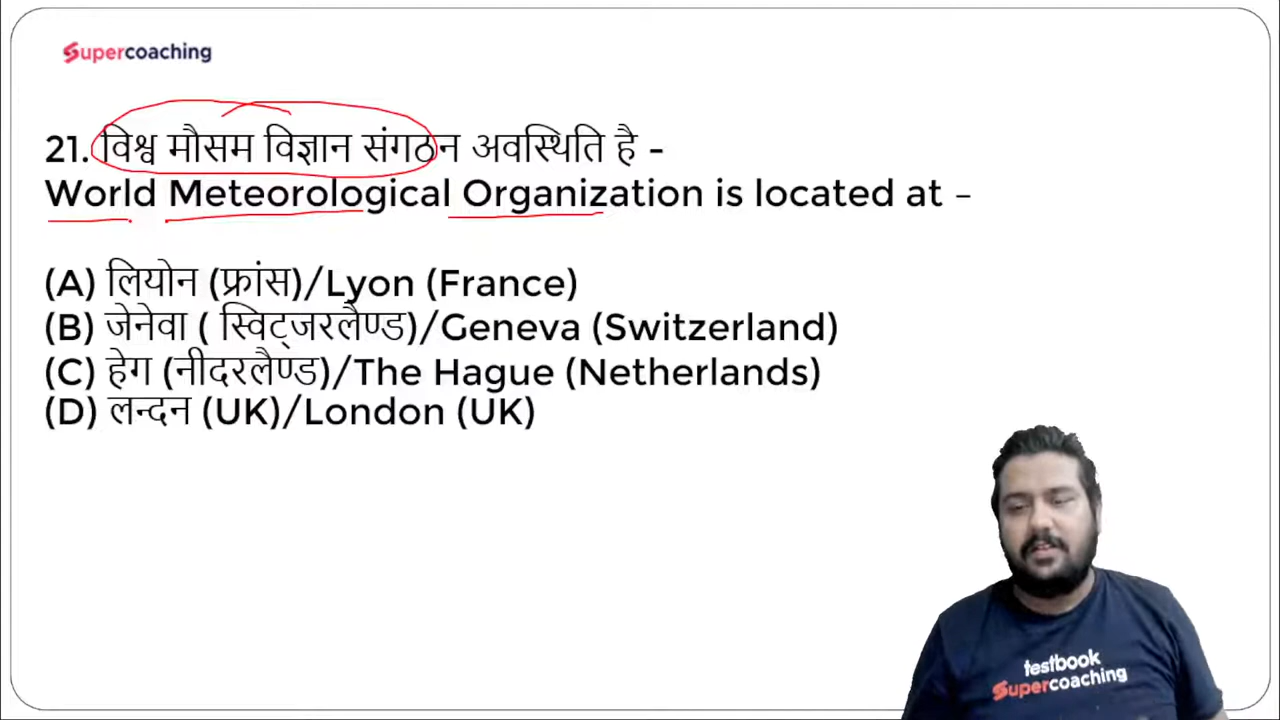 Supercoaching
21. विश्व मौसम विज्ञान संगठन अवस्थिति है -
World Meteorological Organization is located at -
(A) लियोन (फ्रांस)/Lyon (France)
(B) जेनेवा ( स्विट्जरलैण्ड)/Geneva (Switzerland)
(C) हेग (नीदरलैण्ड)/The Hague (Netherlands)
(D) लन्दन (UK)/London (UK)
testbook
Supercoaching